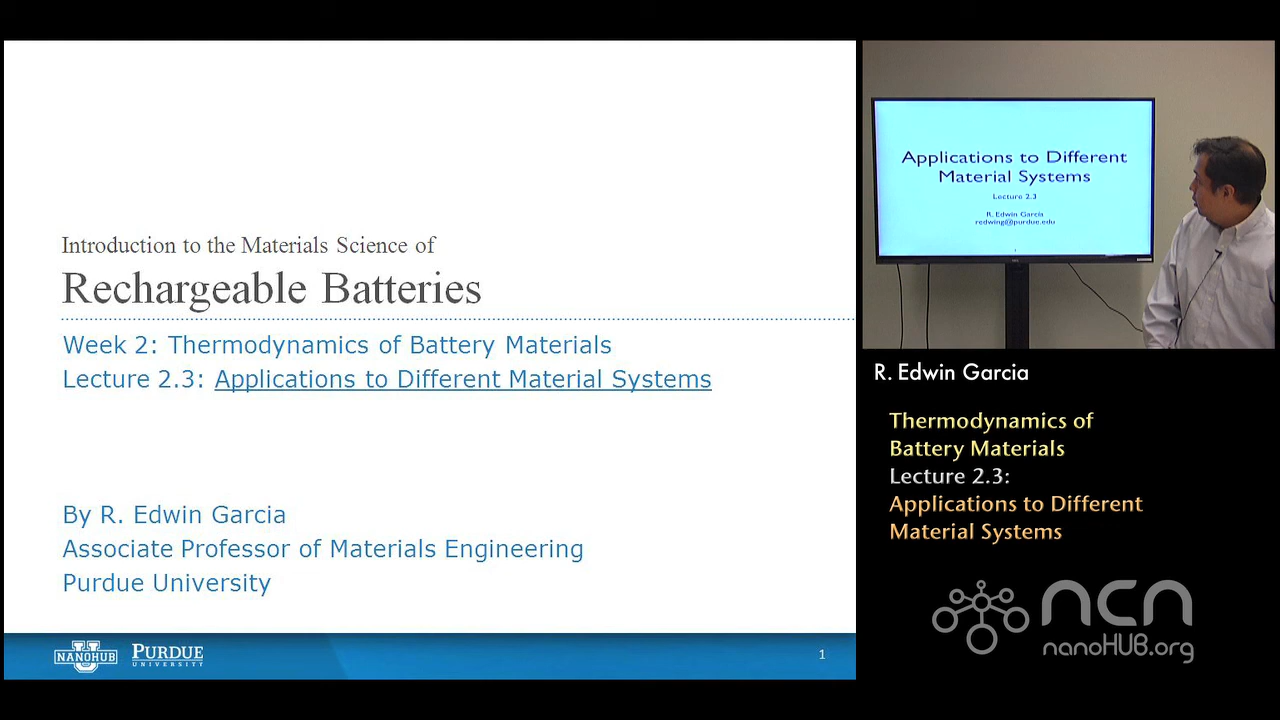 Introduction to the Materials Science of
Rechargeable Batteries
Week 2: Thermodynamics of Battery Materials
Lecture 2.3: Applications to Different Material Systems
By R. Edwin Garcia
Associate Professor of Materials Engineering
Purdue University
NANOHUB
U
PURDUE
UNIVERSITY
1
Applications to Different
Material Systems
Lecture 2.3
R. Edwin García
redwing@purdue.edu
R. Edwin Garcia
Thermodynamics of
Battery Materials
Lecture 2.3:
Applications to Different
Material Systems
ncn
nanoHUB.org